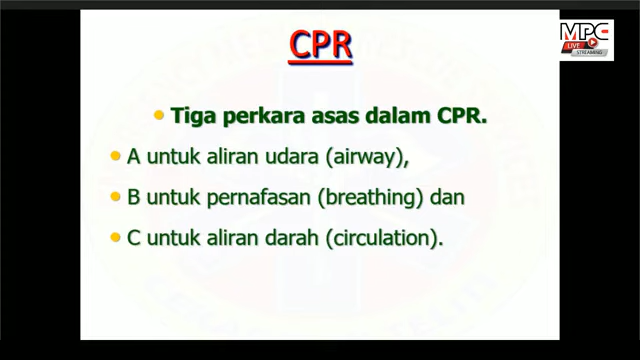 CPR
MPC
LIVE
STREAMING
Tiga perkara asas dalam CPR.
A untuk aliran udara (airway),
B untuk pernafasan (breathing) dan
C untuk aliran darah (circulation).